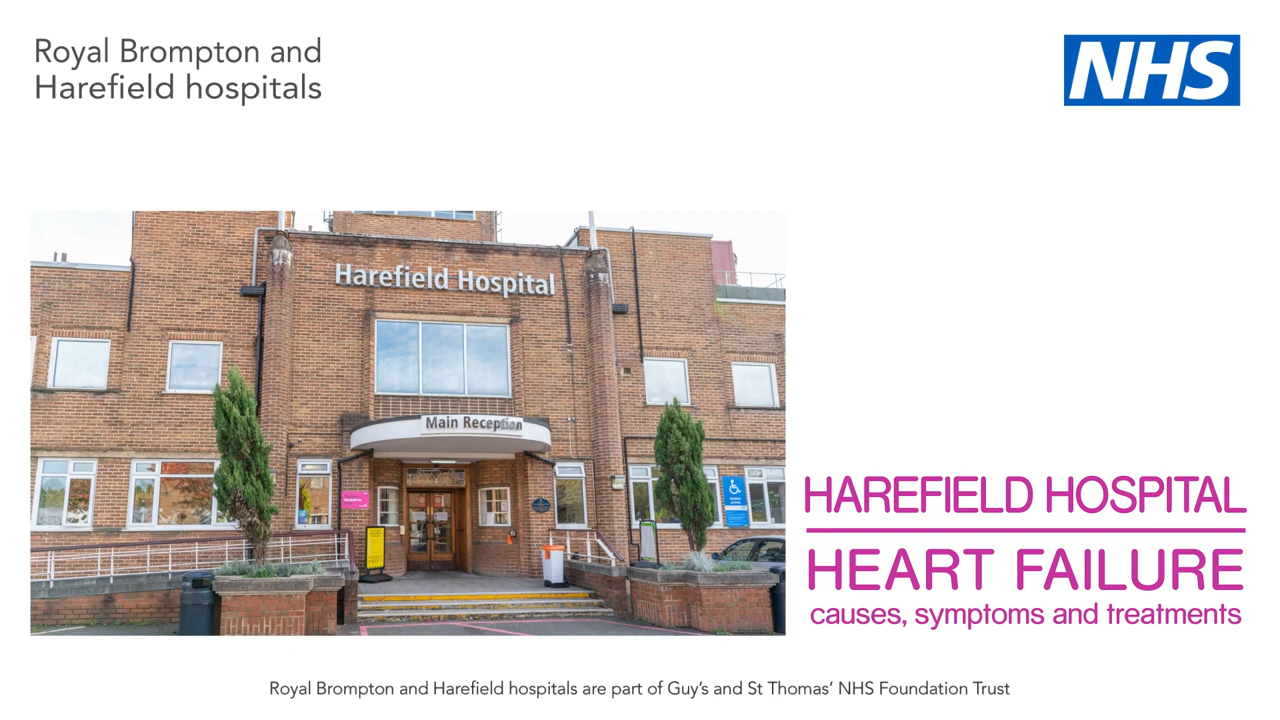 Royal Brompton and
Harefield hospitals
NHS
Harefield Hospital
Main Reception
HAREFIELD HOSPITAL
HEART FAILURE
causes, symptoms and treatments
Royal Brompton and Harefield hospitals are part of Guy’s and St Thomas’ NHS Foundation Trust